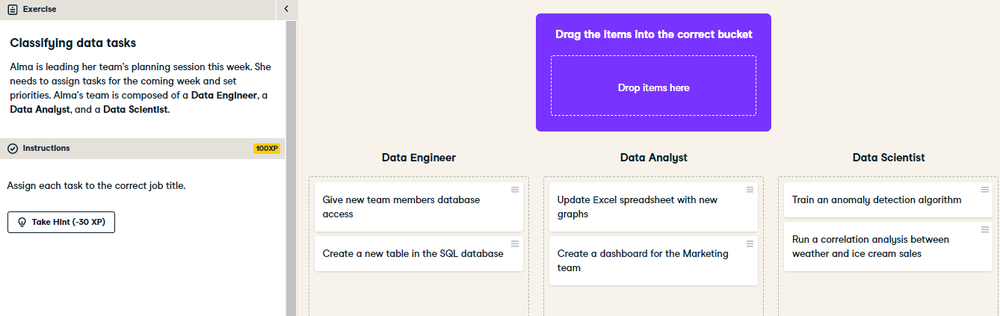 Exercise
Classifying data tasks
Alma is leading her team's planning session this week. She
needs to assign tasks for the coming week and set
priorities. Alma's team is composed of a Data Engineer, a
Data Analyst, and a Data Scientist.
Instructions
100XP
Assign each task to the correct job title.
Take Hint (-30 XP)
Drag the items into the correct bucket
Drop items here
Data Engineer
Give new team members database
access
Create a new table in the SQL database
Data Analyst
Update Excel spreadsheet with new
graphs
Create a dashboard for the Marketing
team
Data Scientist
Train an anomaly detection algorithm
Run a correlation analysis between
weather and ice cream sales